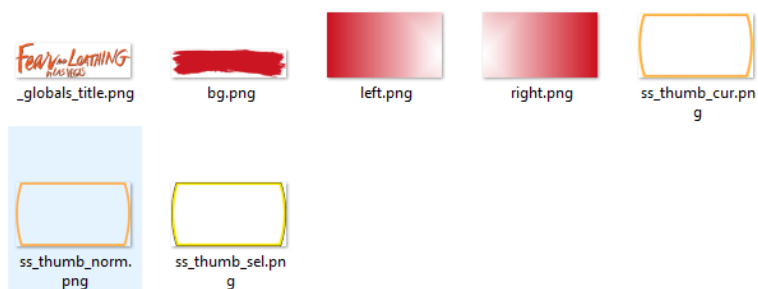 Fear and LOATHING
IN LAS VEGAS
_globals_title.png
bg.png
left.png
right.png
ss_thumb_cur.pn
g
ss_thumb_norm.
png
ss_thumb_sel.pn
g